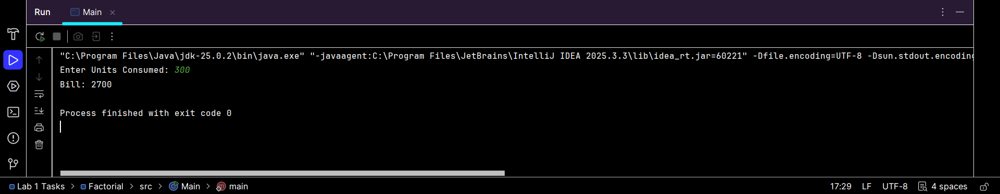 Run Main
"C:\Program Files\Java\jdk-25.0.2\bin\java.exe" "-javaagent:C:\Program Files\JetBrains\IntelliJ IDEA 2025.3.3\lib\idea_rt.jar=60221" -Dfile.encoding=UTF-8 -Dsun.stdout.encoding
Enter Units Consumed: 300
Bill: 2700
Process finished with exit code 0
Lab 1 Tasks > Factorial > src > Main > main 17:29 LF UTF-8 4 spaces